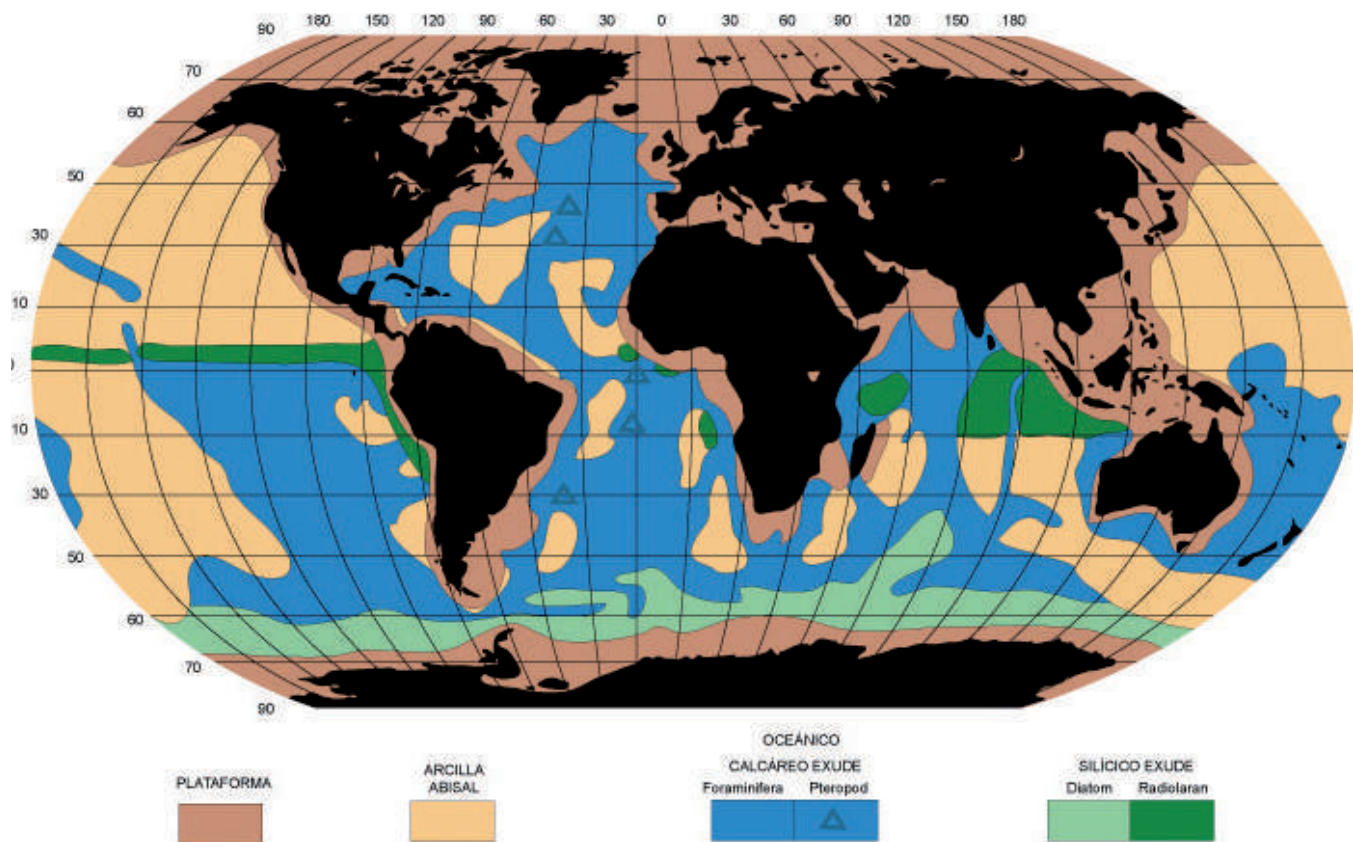 180 150 120 90 60 30 0 30 60 90 120 150 180
90
70
60
50
30
10
10
30
50
60
70
90
OCEÁNICO
PLATAFORMA
ARCILLA
ABISAL
CALCÁREO EXUDE
Foraminifera Pteropod
SILÍCICO EXUDE
Diatom Radiolaran